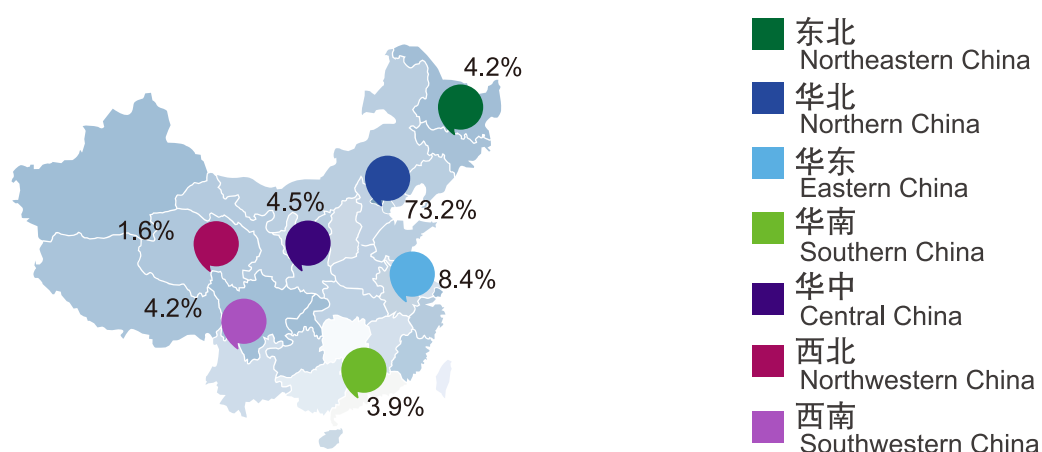 4.2%
4.5%
73.2%
1.6%
8.4%
4.2%
3.9%
东北
Northeastern China
华北
Northern China
华东
Eastern China
华南
Southern China
华中
Central China
西北
Northwestern China
西南
Southwestern China